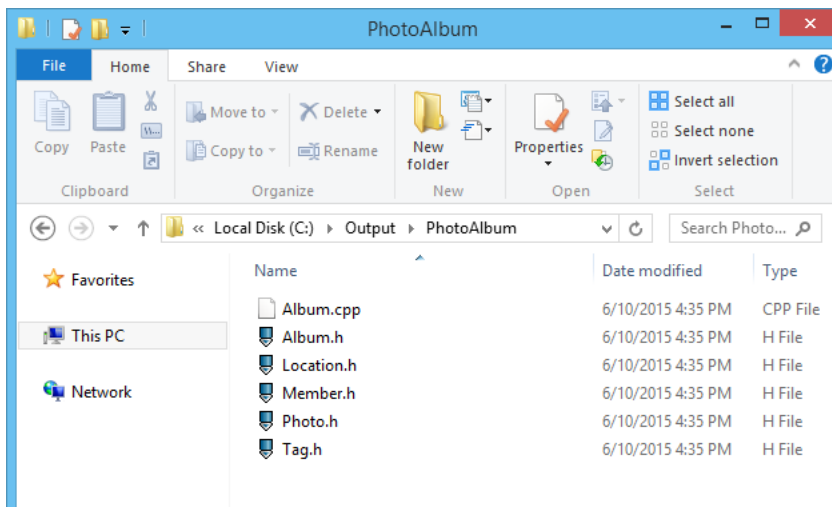 PhotoAlbum
File Home Share View
Copy
Paste
W...
Clipboard
Move to
Copy to
Delete
Rename
Organize
New
folder
New
Properties
Open
Select all
Select none
Invert selection
Select
« Local Disk (C:) Output PhotoAlbum
Search Photo...
Favorites
This PC
Network
Name Date modified Type
Album.cpp 6/10/2015 4:35 PM CPP File
Album.h 6/10/2015 4:35 PM H File
Location.h 6/10/2015 4:35 PM H File
Member.h 6/10/2015 4:35 PM H File
Photo.h 6/10/2015 4:35 PM H File
Tag.h 6/10/2015 4:35 PM H File